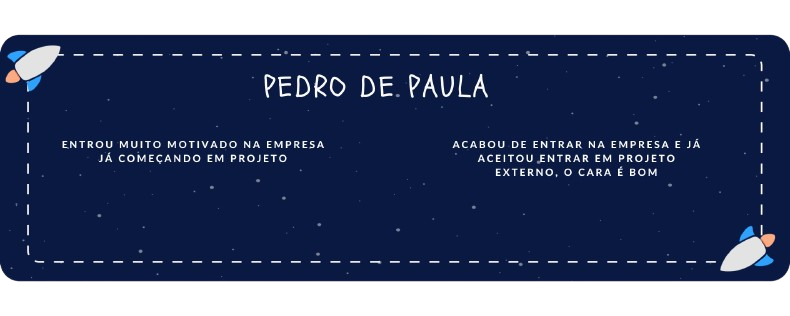 PEDRO DE PAULA
ENTROU MUITO MOTIVADO NA EMPRESA
JÁ COMEÇANDO EM PROJETO
ACABOU DE ENTRAR NA EMPRESA E JÁ
ACEITOU ENTRAR EM PROJETO
EXTERNO, O CARA É BOM